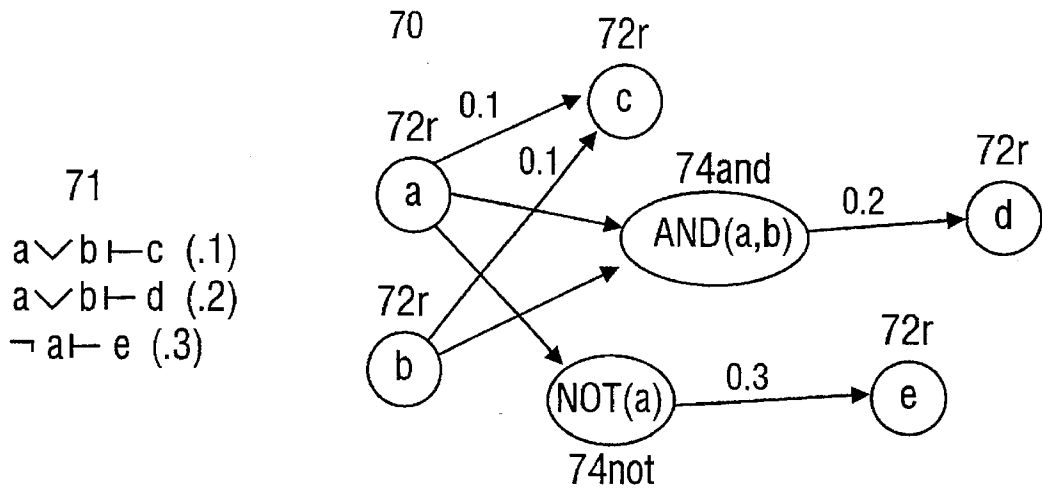 70
72r
c
0.1
72r
0.1
a
74and
72r
AND(a,b)
0.2
d
71
a∨b⊢c (.1)
a∨b⊢d (.2)
¬a⊢e (.3)
72r
b
72r
NOT(a)
0.3
e
74not